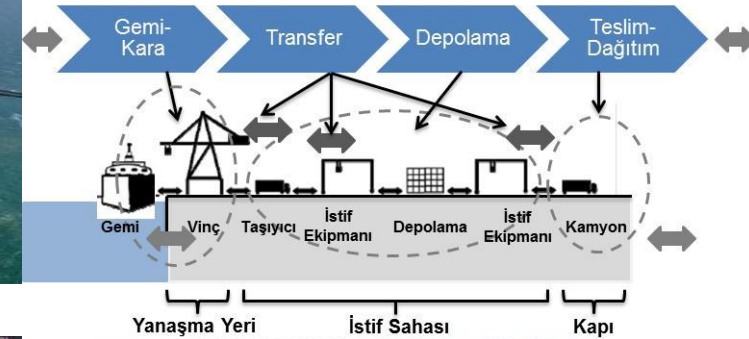 Gemi-
Kara
Transfer
Depolama
Teslim-
Dağıtım
Gemi
Vinç
Taşıyıcı
İstif
Ekipmanı
Depolama
İstif
Ekipmanı
Kamyon
Yanaşma Yeri
İstif Sahası
Kapı